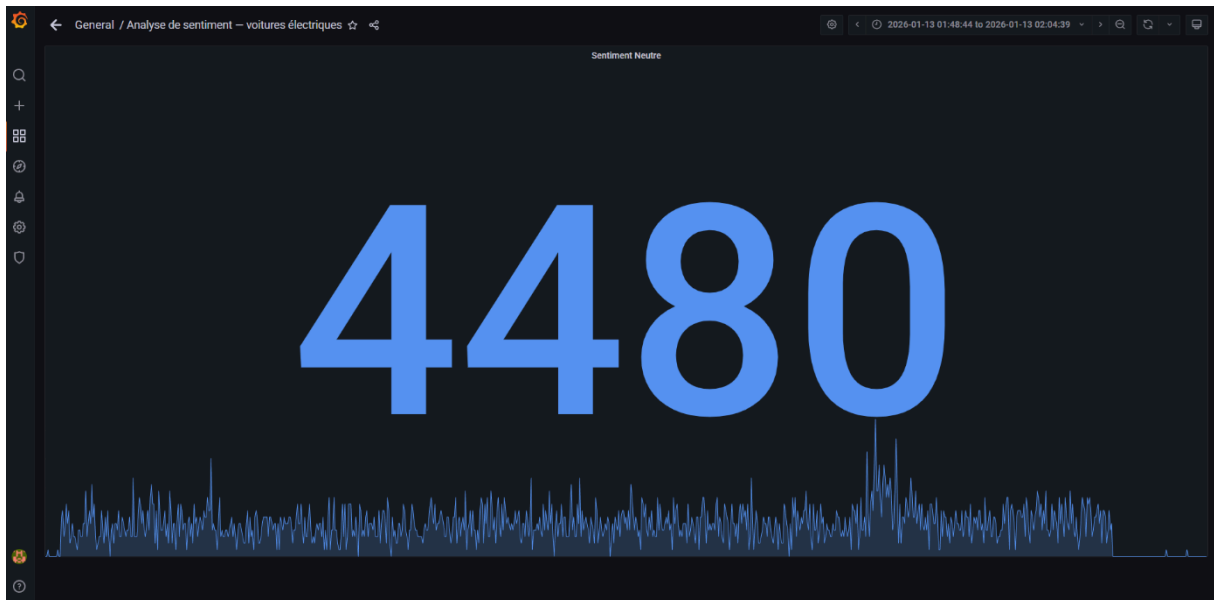 General / Analyse de sentiment — voitures électriques
2026-01-13 01:48:44 to 2026-01-13 02:04:39
Sentiment Neutre
4480